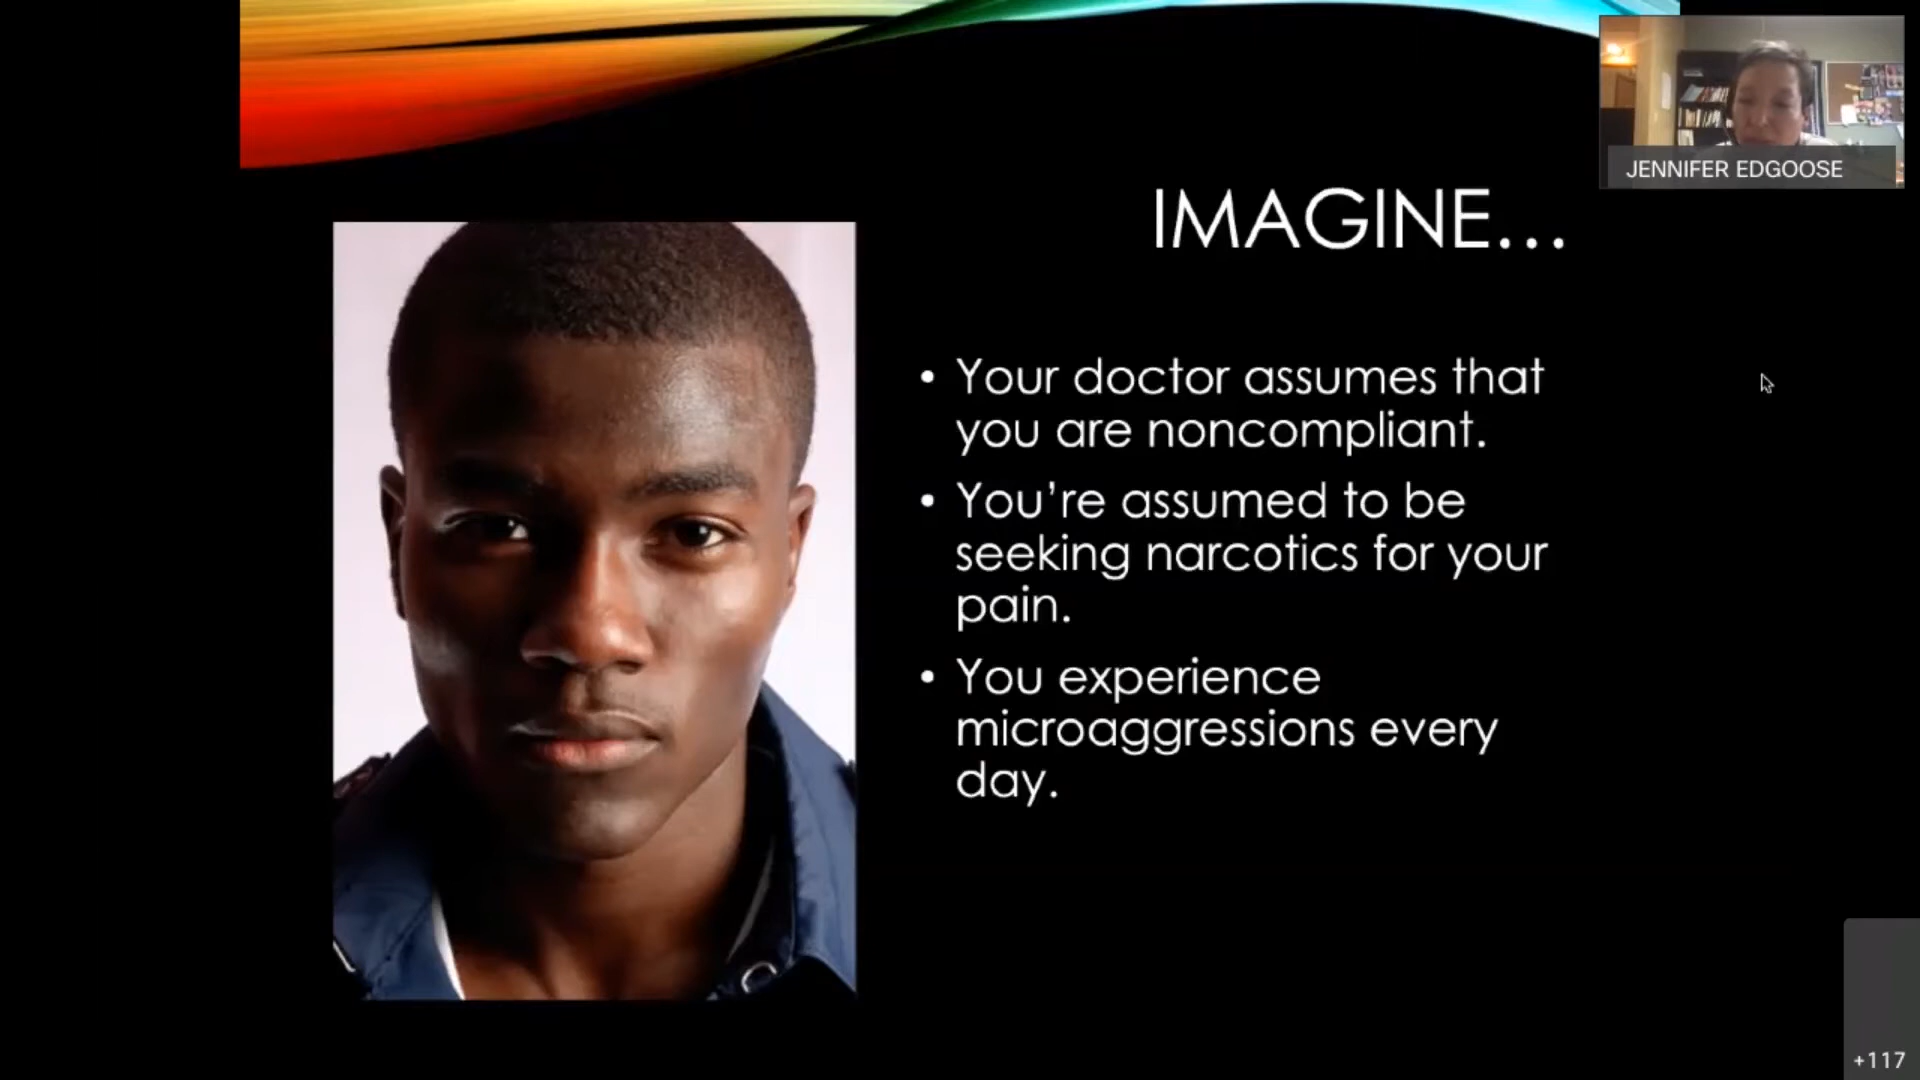 JENNIFER EDGOOSE
IMAGINE...
• Your doctor assumes that
you are noncompliant.
• You're assumed to be
seeking narcotics for your
pain.
• You experience
microaggressions every
day.
+117